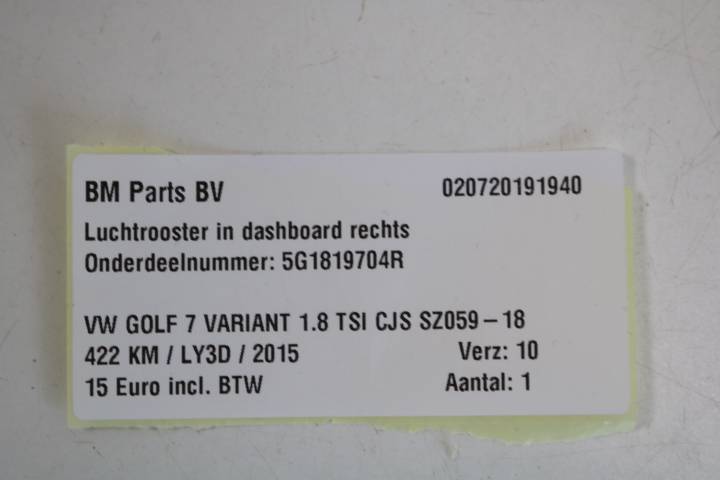 BM Parts BV 020720191940
Luchtrooster in dashboard rechts
Onderdeelnummer: 5G1819704R
VW GOLF 7 VARIANT 1.8 TSI CJS SZ059 – 18
422 KM / LY3D / 2015 Verz: 10
15 Euro incl. BTW Aantal: 1